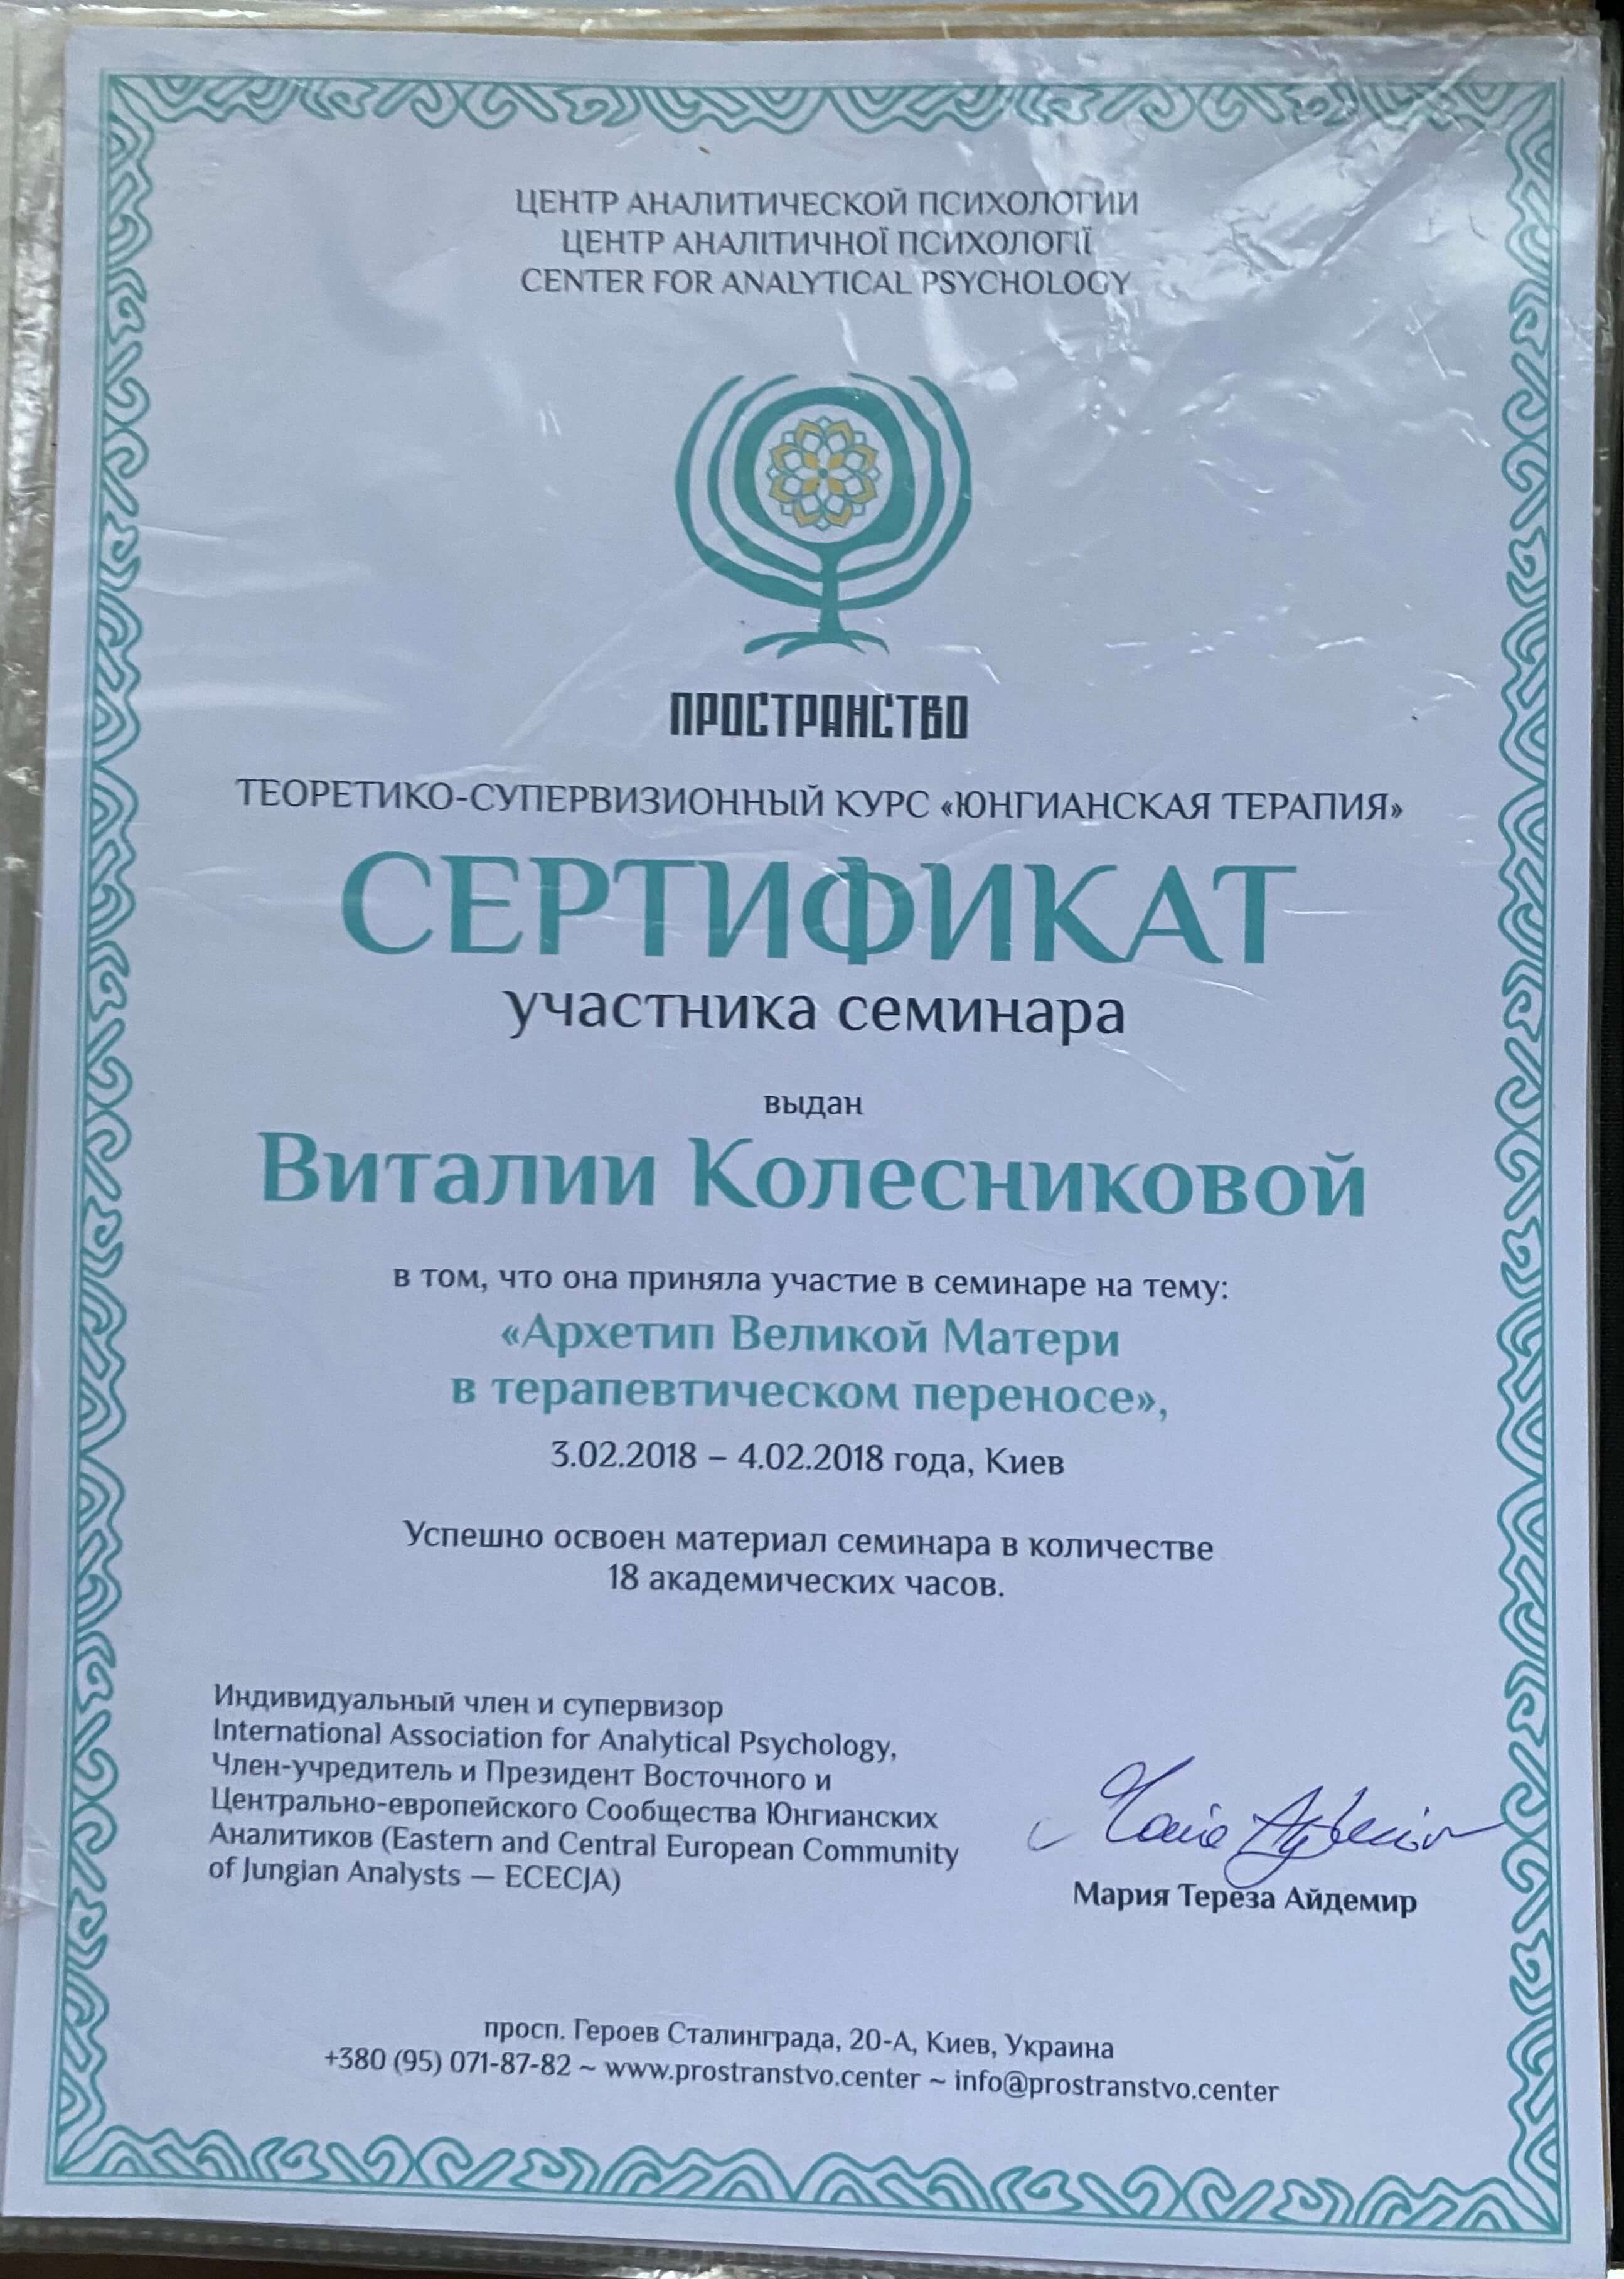 ЦЕНТР АНАЛИТИЧЕСКОЙ ПСИХОЛОГИИ
ЦЕНТР АНАЛІТИЧНОЇ ПСИХОЛОГІЇ
CENTER FOR ANALYTICAL PSYCHOLOGY
ПРОСТРАНСТВО
ТЕОРЕТИКО-СУПЕРВИЗИОННЫЙ КУРС «ЮНГИАНСКАЯ ТЕРАПИЯ»
СЕРТИФИКАТ
участника семинара
выдан
Виталии Колесниковой
в том, что она приняла участие в семинаре на тему:
«Архетип Великой Матери
в терапевтическом переносе»,
3.02.2018 – 4.02.2018 года, Киев
Успешно освоен материал семинара в количестве
18 академических часов.
Индивидуальный член и супервизор
International Association for Analytical Psychology,
Член-учредитель и Президент Восточного и
Центрально-европейского Сообщества Юнгианских
Аналитиков (Eastern and Central European Community
of Jungian Analysts — ECECJA)
Мария Тереза Айдемир
просп. Героев Сталинграда, 20-А, Киев, Украина
+380 (95) 071-87-82 ~ www.prostranstvo.center ~ info@prostranstvo.center